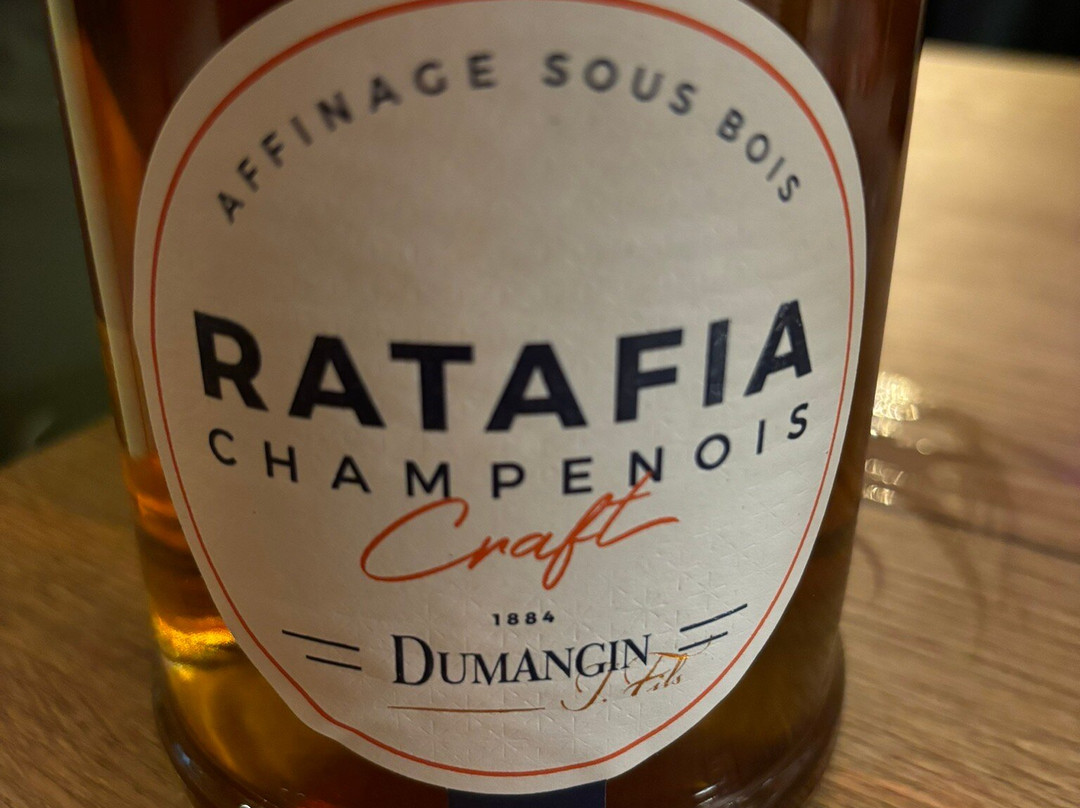 AFFINAGE SOUS BOIS
RATAFIA
CHAMPENOIS
Craft
1884
DUMANGIN
J. Fils